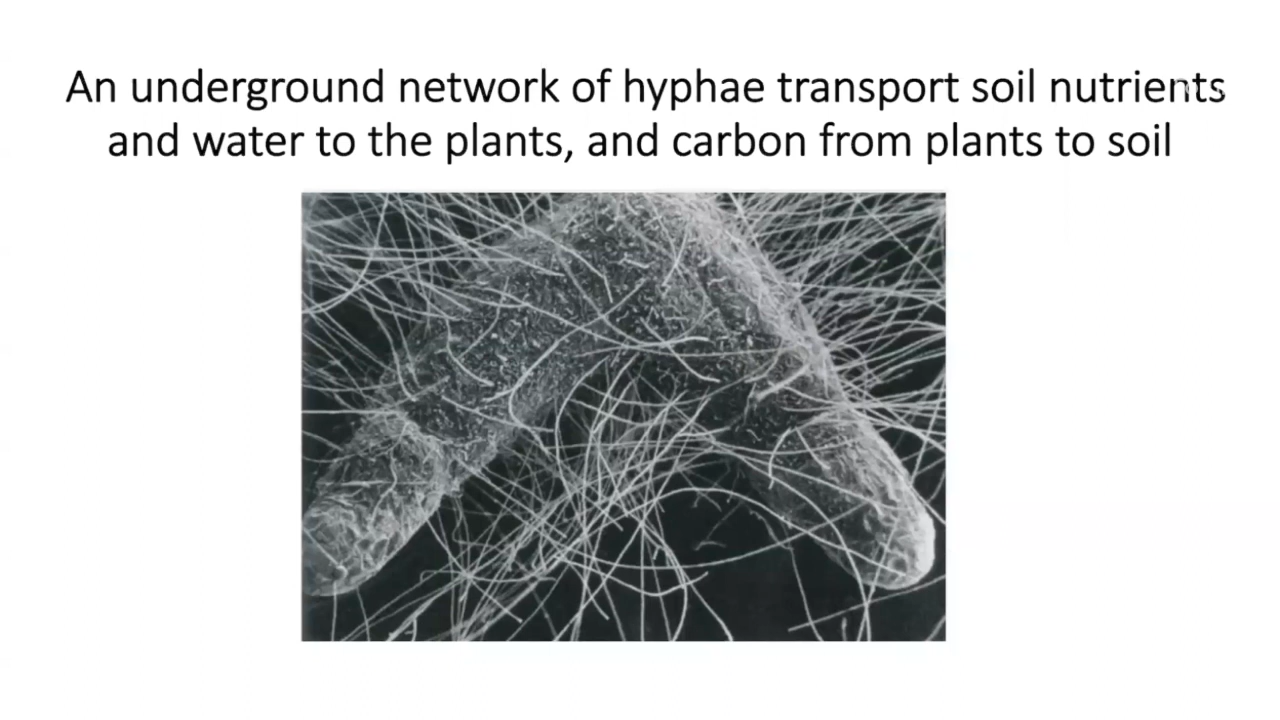 An underground network of hyphae transport soil nutrients
and water to the plants, and carbon from plants to soil